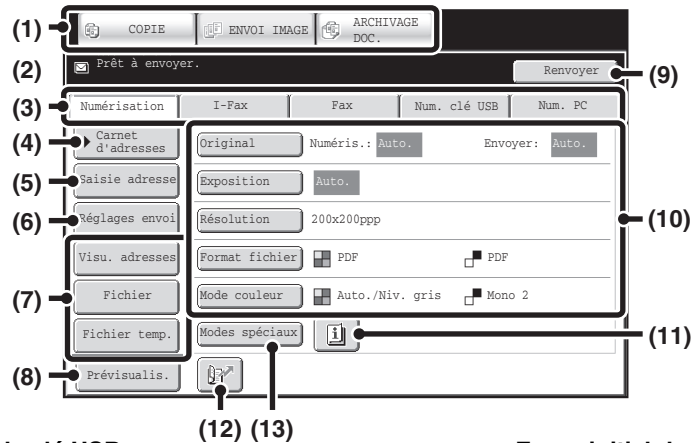 (1) COPIE ENVOI IMAGE ARCHIVAGE DOC.
(2) Prêt à envoyer. Renvoyer (9)
(3) Numérisation I-Fax Fax Num. clé USB Num. PC
(4) Carnet d'adresses Original Numéris.: Auto. Envoyer: Auto.
(5) Saisie adresse Exposition Auto.
(6) Réglages envoi Résolution 200x200ppp (10)
Visu. adresses Format fichier PDF PDF
(7) Fichier Mode couleur Auto./Niv. gris Mono 2
Fichier temp. Modes spéciaux (11)
(8) Prévisualis.
(12) (13)